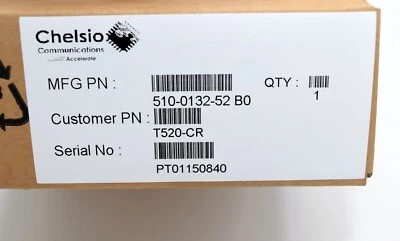 Chelsio
Communications
Accelerate
MFG PN : QTY :
510-0132-52 B0 1
Customer PN :
T520-CR
Serial No :
PT01150840